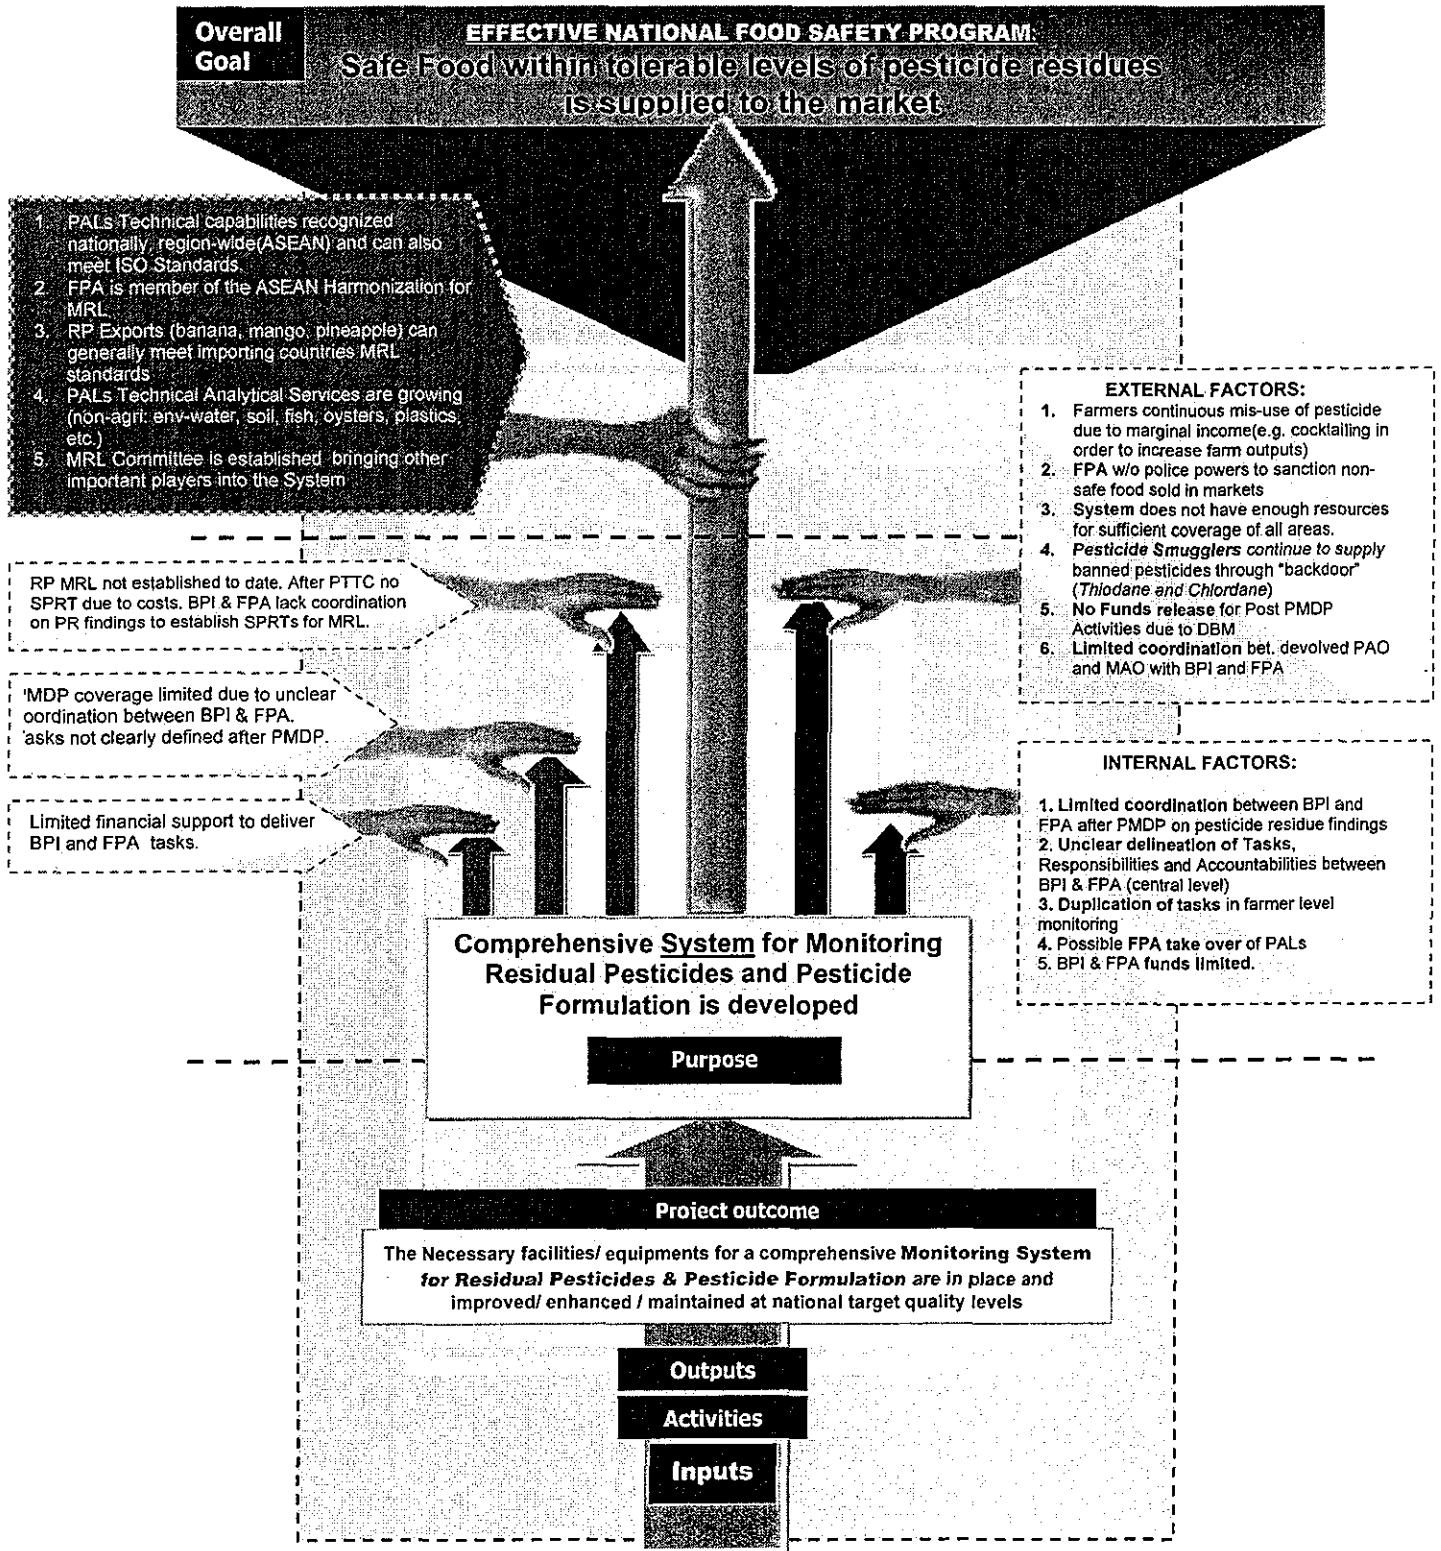 Overall
Goal
EFFECTIVE NATIONAL FOOD SAFETY PROGRAM:
Safe Food within tolerable levels of pesticide residues
is supplied to the market
1. PALs Technical capabilities recognized
nationally, region-wide(ASEAN) and can also
meet ISO Standards.
2. FPA is member of the ASEAN Harmonization for
MRL
3. RP Exports (banana, mango, pineapple) can
generally meet importing countries MRL
standards
4. PALs Technical Analytical Services are growing
(non-agri: env-water, soil, fish, oysters, plastics,
etc.)
5. MRL Committee is established bringing other
important players into the System
RP MRL not established to date. After PTTC no
SPRT due to costs. BPI & FPA lack coordination
on PR findings to establish SPRTs for MRL.
'MDP coverage limited due to unclear
oordination between BPI & FPA.
'asks not clearly defined after PMDP.
Limited financial support to deliver
BPI and FPA tasks.
EXTERNAL FACTORS:
1. Farmers continuous mis-use of pesticide
due to marginal income(e.g. cocktailing in
order to increase farm outputs)
2. FPA w/o police powers to sanction non-
safe food sold in markets
3. System does not have enough resources
for sufficient coverage of all areas.
4. Pesticide Smugglers continue to supply
banned pesticides through "backdoor"
(Thiodane and Chlordane)
5. No Funds release for Post PMDP
Activities due to DBM
6. Limited coordination bet. devolved PAO
and MAO with BPI and FPA
INTERNAL FACTORS:
1. Limited coordination between BPI and
FPA after PMDP on pesticide residue findings
2. Unclear delineation of Tasks,
Responsibilities and Accountabilities between
BPI & FPA (central level)
3. Duplication of tasks in farmer level
monitoring
4. Possible FPA take over of PALs
5. BPI & FPA funds limited.
Comprehensive System for Monitoring
Residual Pesticides and Pesticide
Formulation is developed
Purpose
Project outcome
The Necessary facilities/ equipments for a comprehensive Monitoring System
for Residual Pesticides & Pesticide Formulation are in place and
improved/ enhanced / maintained at national target quality levels
Outputs
Activities
Inputs